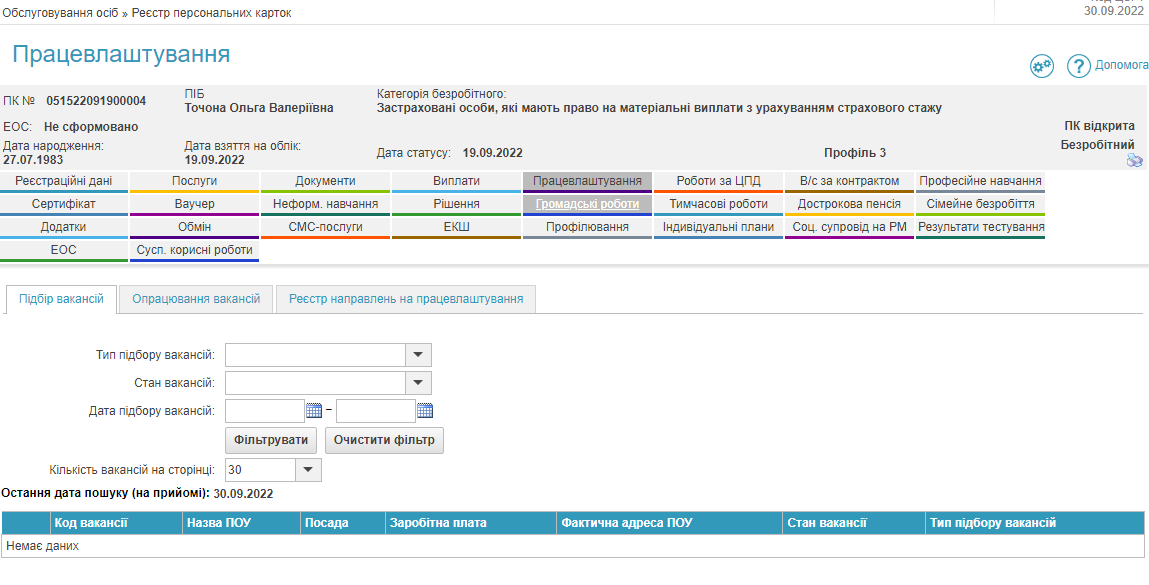 Обслуговування осіб » Реєстр персональних карток
30.09.2022
Працевлаштування
Допомога
ПК № 051522091900004
ПІБ
Точона Ольга Валеріївна
Категорія безробітного:
Застраховані особи, які мають право на матеріальні виплати з урахуванням страхового стажу
ЕОС: Не сформовано
ПК відкрита
Дата народження:
27.07.1983
Дата взяття на облік:
19.09.2022
Дата статусу: 19.09.2022
Профіль 3
Безробітний
Реєстраційні дані Послуги Документи Виплати Працевлаштування Роботи за ЦПД В/с за контрактом Професійне навчання
Сертифікат Ваучер Неформ. навчання Рішення Громадські роботи Тимчасові роботи Дострокова пенсія Сімейне безробіття
Додатки Обмін СМС-послуги ЕКШ Профілювання Індивідуальні плани Соц. супровід на РМ Результати тестування
ЕОС Сусп. корисні роботи
Підбір вакансій Опрацювання вакансій Реєстр направлень на працевлаштування
Тип підбору вакансій:
Стан вакансій:
Дата підбору вакансій: –
Фільтрувати Очистити фільтр
Кількість вакансій на сторінці: 30
Остання дата пошуку (на прийомі): 30.09.2022
Код вакансії Назва ПОУ Посада Заробітна плата Фактична адреса ПОУ Стан вакансії Тип підбору вакансій
Немає даних